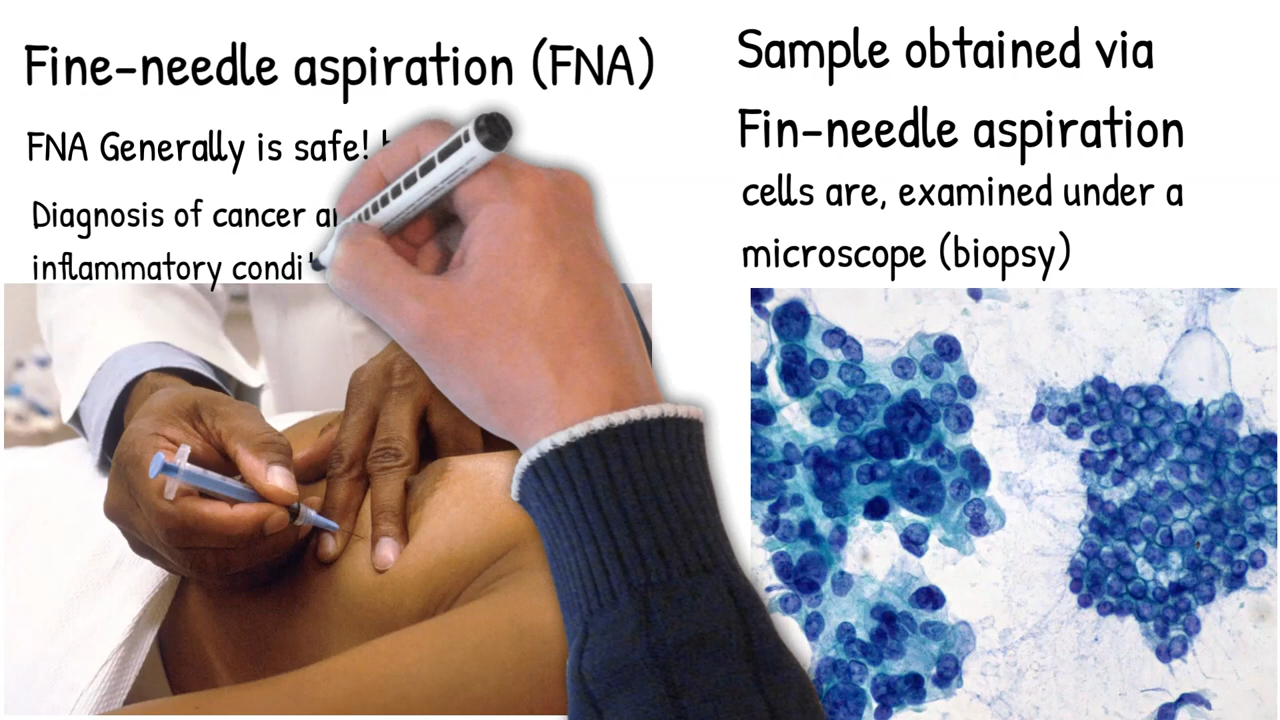 Fine-needle aspiration (FNA)
FNA Generally is safe!
Diagnosis of cancer
inflammatory
Sample obtained via
Fin-needle aspiration
cells are, examined under a
microscope (biopsy)